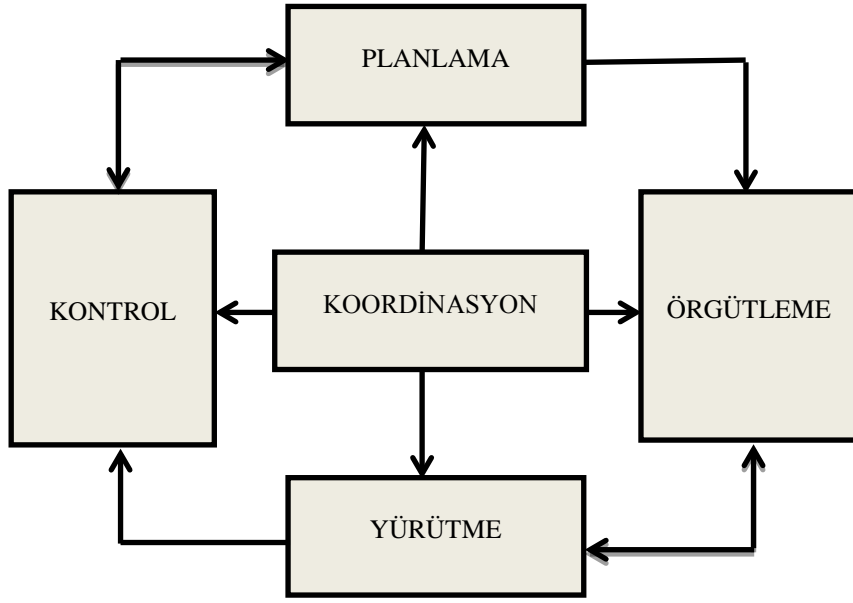 PLANLAMA
KONTROL
KOORDİNASYON
ÖRGÜTLEME
YÜRÜTME